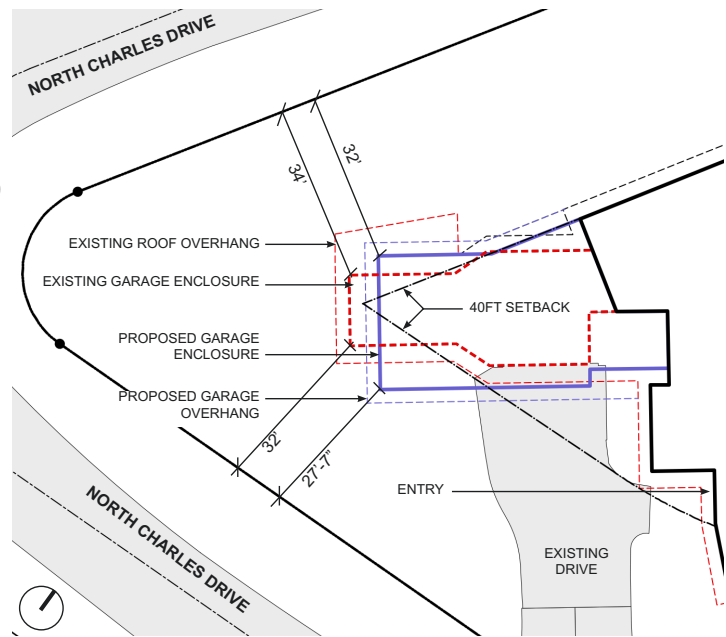 NORTH CHARLES DRIVE
34'
32'
EXISTING ROOF OVERHANG
EXISTING GARAGE ENCLOSURE
40FT SETBACK
PROPOSED GARAGE
ENCLOSURE
PROPOSED GARAGE
OVERHANG
32'
27'-7"
ENTRY
NORTH CHARLES DRIVE
EXISTING
DRIVE